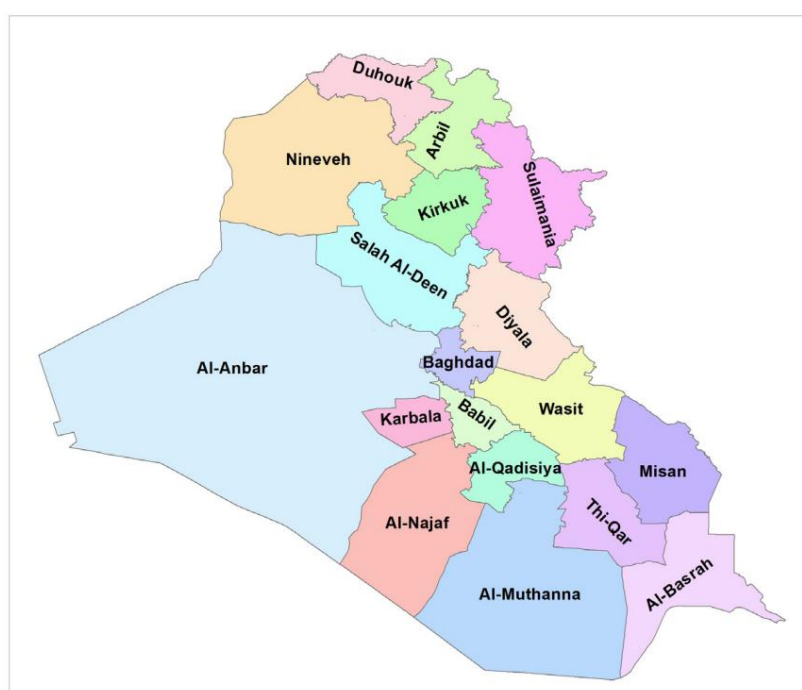 Duhouk
Arbil
Nineveh
Sulaimania
Kirkuk
Salah Al-Deen
Diyala
Al-Anbar
Baghdad
Karbala
Babil
Wasit
Al-Qadisiya
Misan
Al-Najaf
Thi-Qar
Al-Muthanna
Al-Basrah